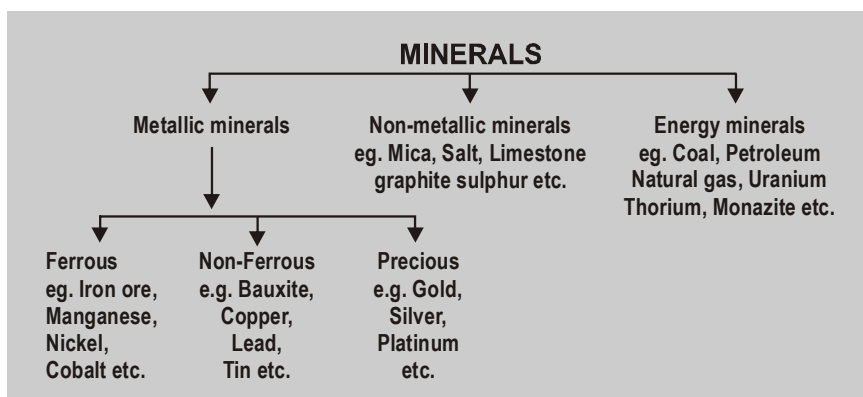 MINERALS
Metallic minerals
Non-metallic minerals
eg. Mica, Salt, Limestone
graphite sulphur etc.
Energy minerals
eg. Coal, Petroleum
Natural gas, Uranium
Thorium, Monazite etc.
Ferrous
eg. Iron ore,
Manganese,
Nickel,
Cobalt etc.
Non-Ferrous
e.g. Bauxite,
Copper,
Lead,
Tin etc.
Precious
e.g. Gold,
Silver,
Platinum
etc.